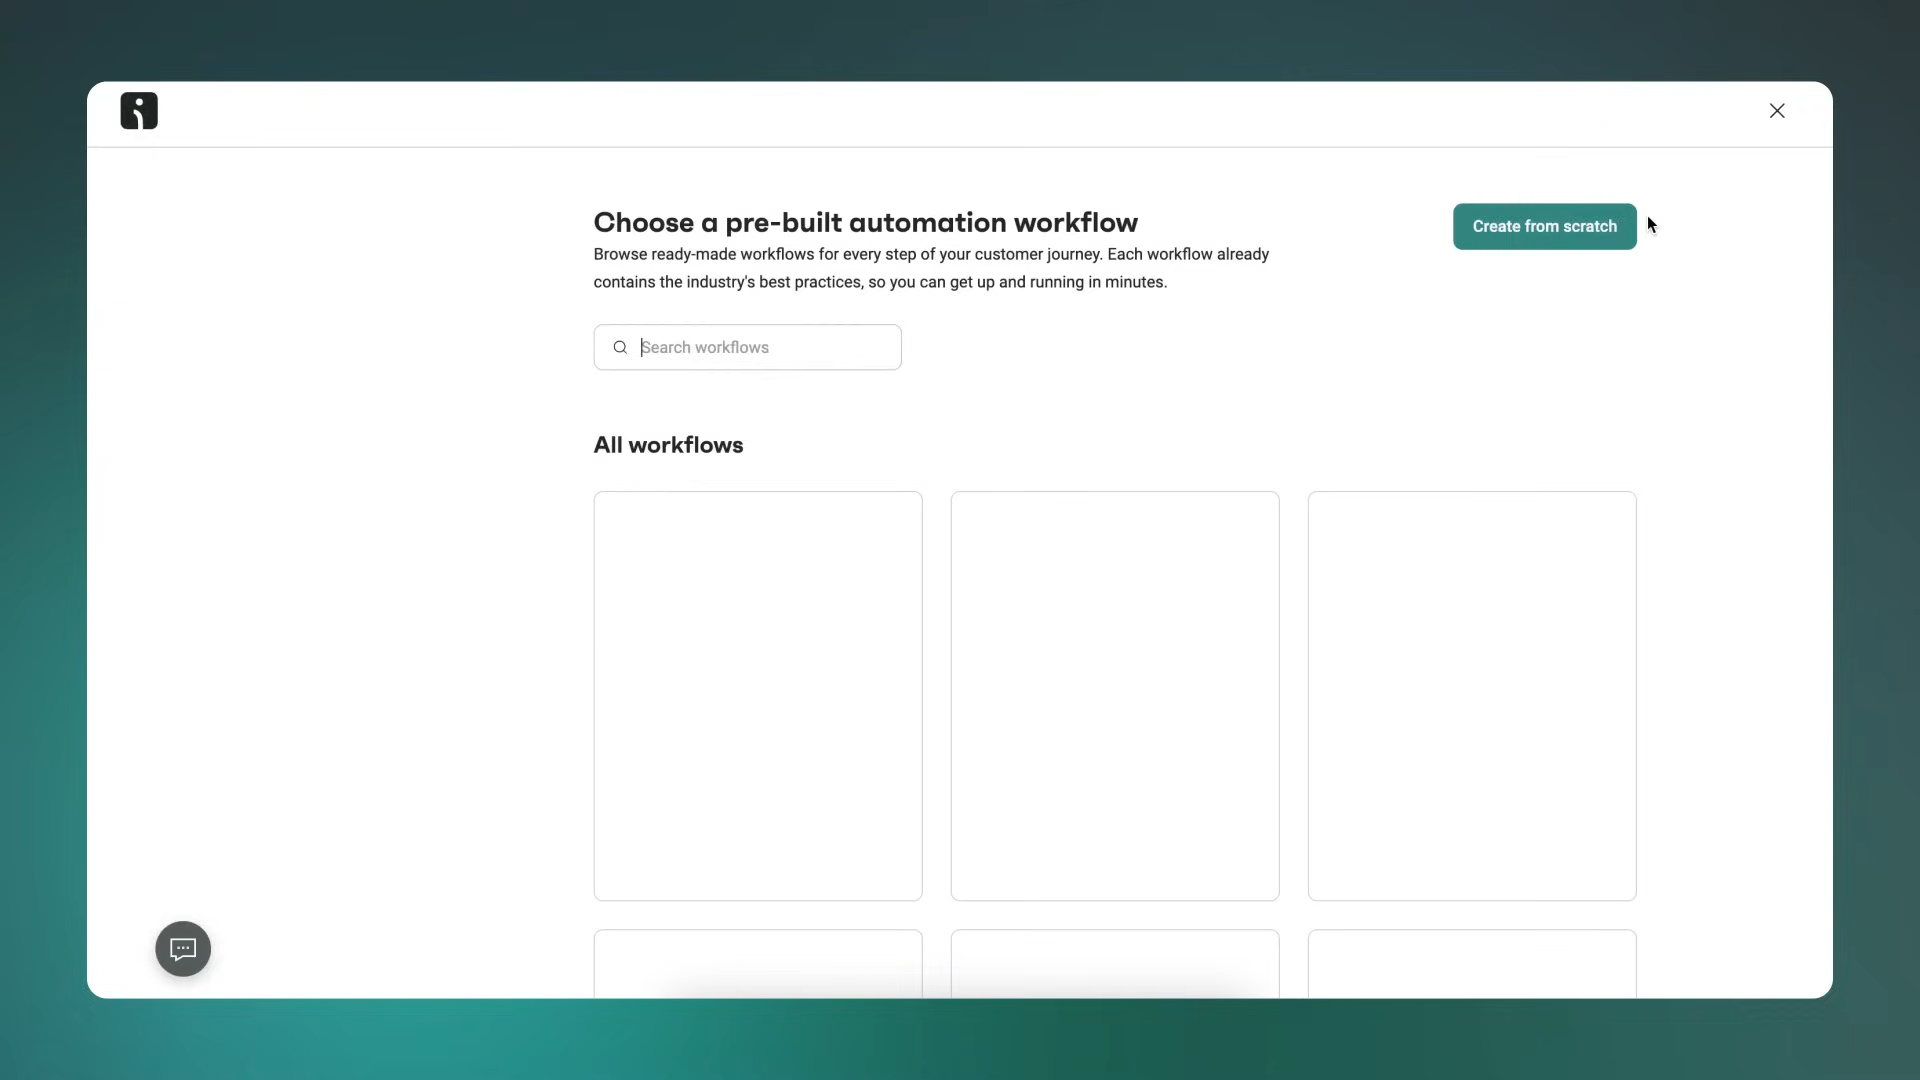 Choose a pre-built automation workflow
Create from scratch
Browse ready-made workflows for every step of your customer journey. Each workflow already
contains the industry's best practices, so you can get up and running in minutes.
Search workflows
All workflows